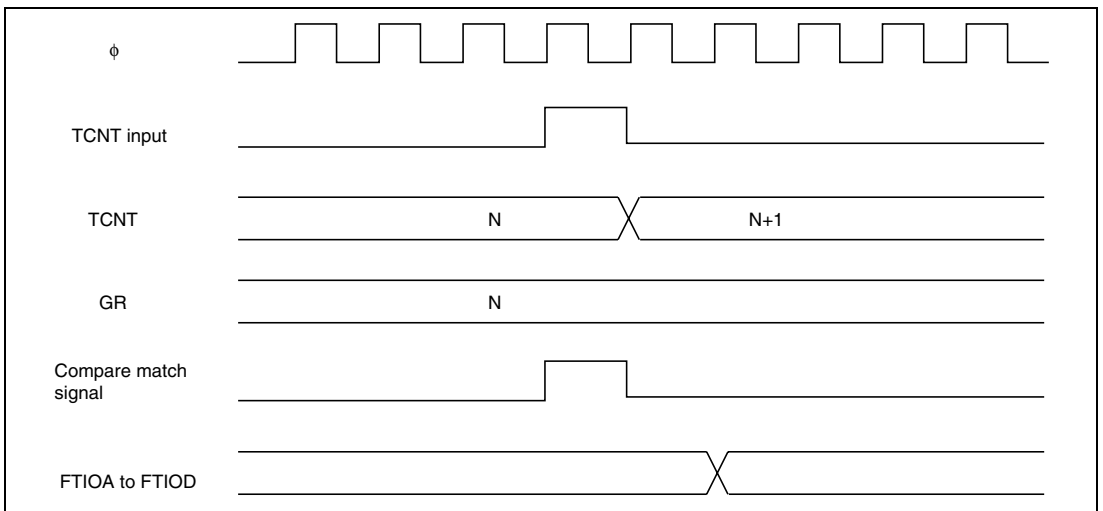 ϕ
TCNT input
TCNT
N
N+1
GR
N
Compare match
signal
FTIOA to FTIOD